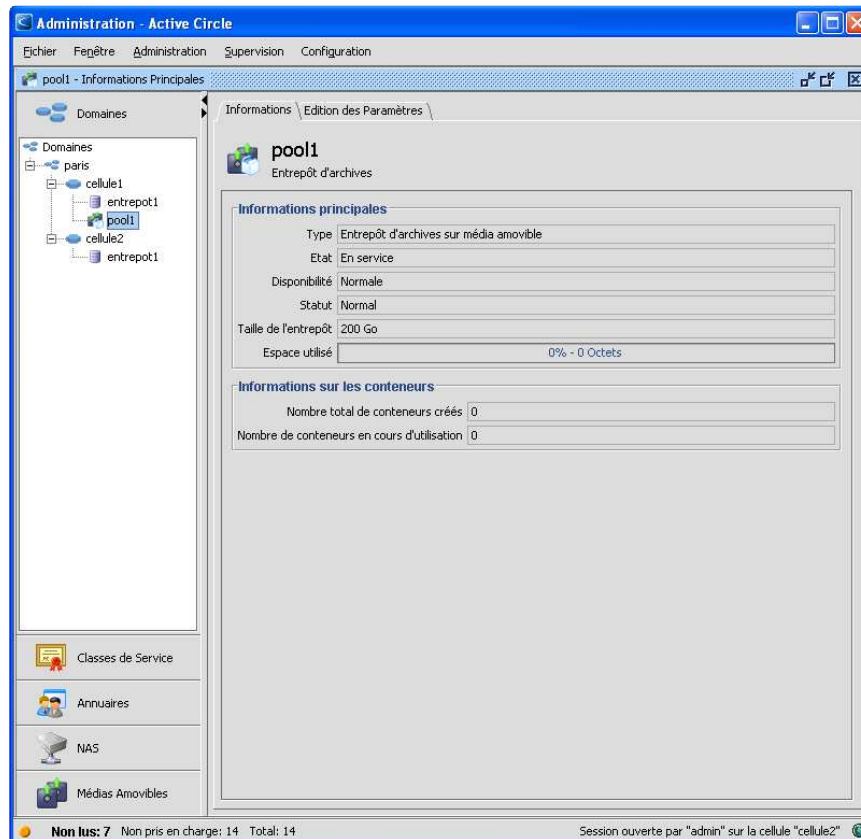 Administration - Active Circle
Fichier Fenêtre Administration Supervision Configuration
pool1 - Informations Principales
Domaines
Domaines
paris
cellule1
entrepot1
pool1
cellule2
entrepot1
Classes de Service
Annuaires
NAS
Médias Amovibles
Informations Edition des Paramètres
pool1
Entrepôt d'archives
Informations principales
Type Entrepôt d'archives sur média amovible
Etat En service
Disponibilité Normale
Statut Normal
Taille de l'entrepôt 200 Go
Espace utilisé 0% - 0 Octets
Informations sur les conteneurs
Nombre total de conteneurs créés 0
Nombre de conteneurs en cours d'utilisation 0
Non lus: 7 Non pris en charge: 14 Total: 14 Session ouverte par "admin" sur la cellule "cellule2"